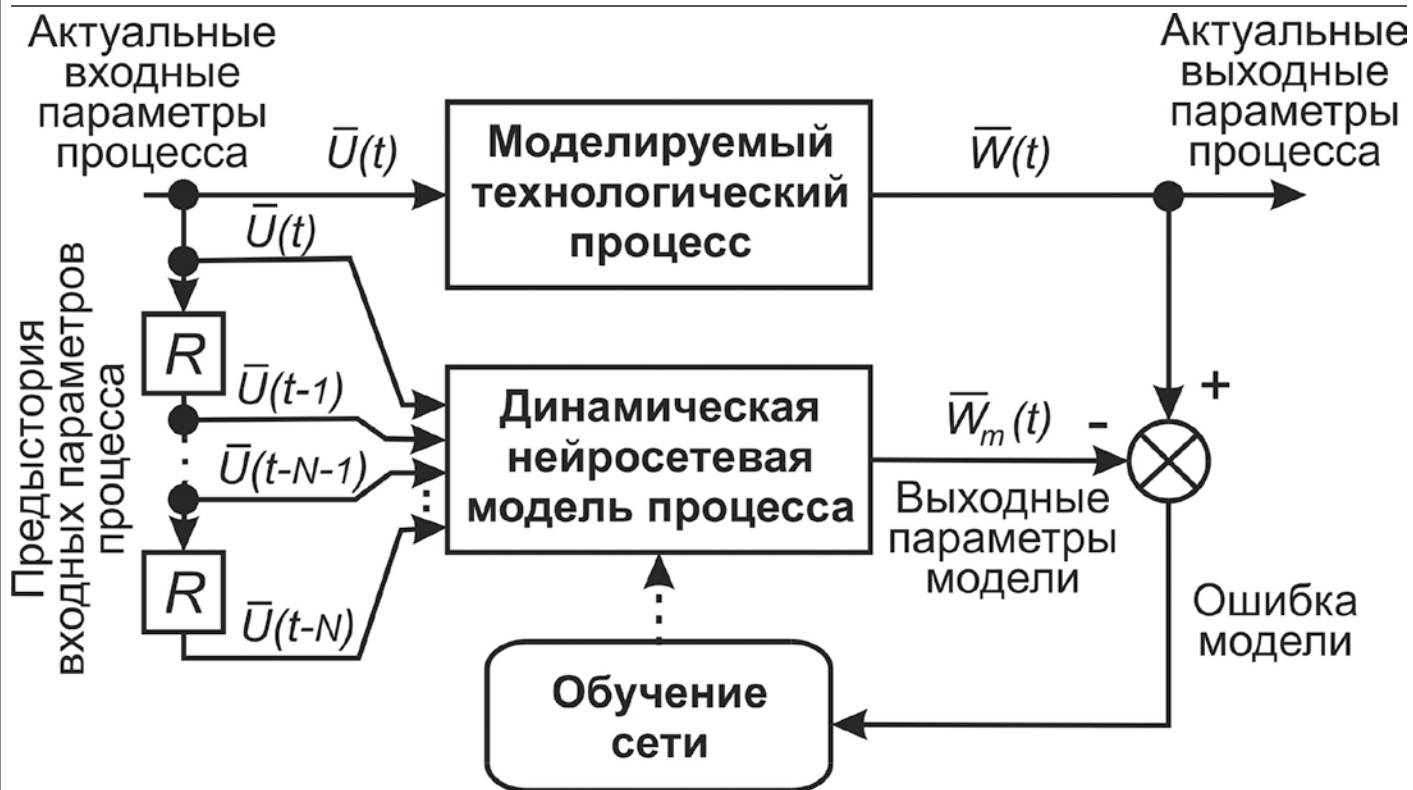 Актуальные
входные
параметры
процесса
U̅(t)
Моделируемый
технологический
процесс
W̅(t)
Актуальные
выходные
параметры
процесса
U̅(t)
Предыстория
входных параметров
процесса
R
U̅(t-1)
U̅(t-N-1)
R
U̅(t-N)
Динамическая
нейросетевая
модель процесса
W̅m(t)
-
+
Выходные
параметры
модели
Ошибка
модели
Обучение
сети